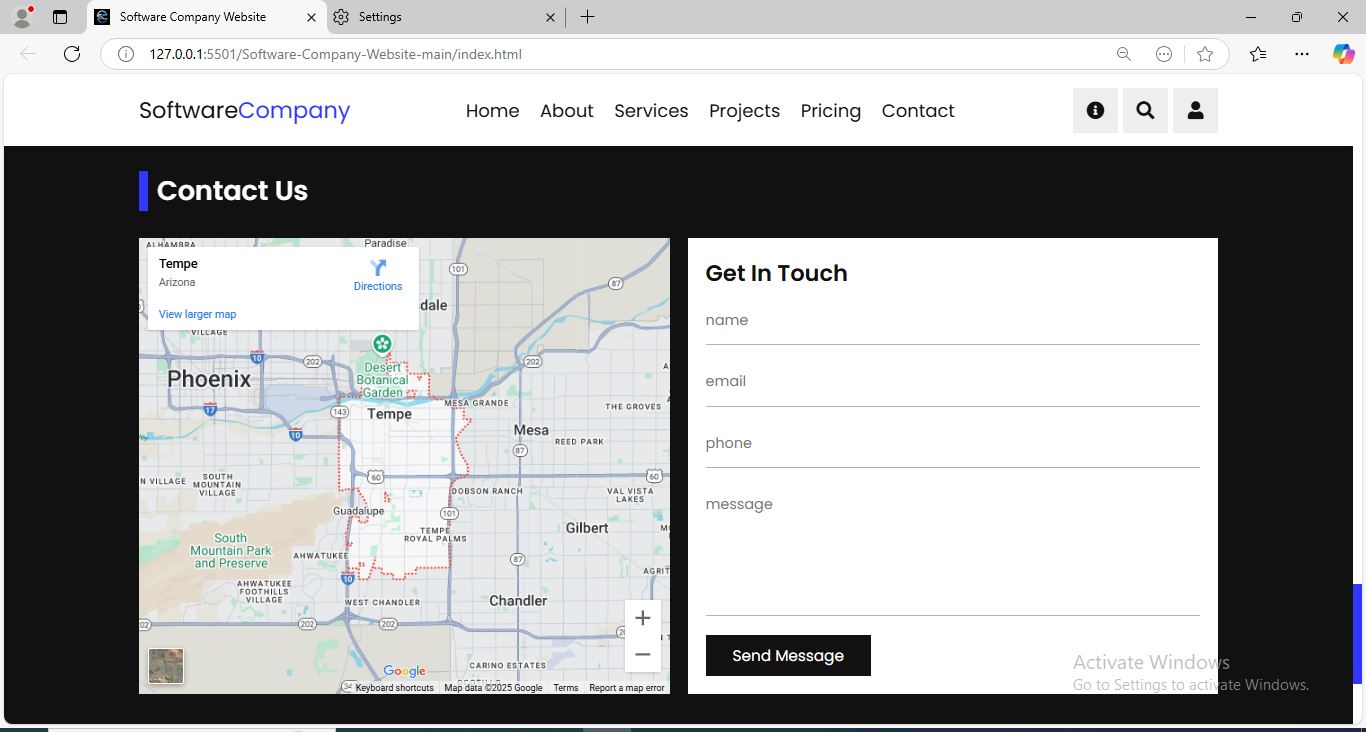 Software Company Website
Settings
127.0.0.1:5501/Software-Company-Website-main/index.html
SoftwareCompany
Home
About
Services
Projects
Pricing
Contact
Contact Us
ALHAMBRA
Paradise
Tempe
Arizona
Directions
View larger map
101
87
dale
VILLAGE
10
202
202
Desert
Botanical
Garden
Phoenix
17
143
Tempe
MESA GRANDE
THE GROVES
10
Mesa
REED PARK
87
60
60
N VILLAGE
SOUTH
MOUNTAIN
VILLAGE
DOBSON RANCH
VAL VISTA
LAKES
Guadalupe
101
Gilbert
TEMPE
ROYAL PALMS
South
Mountain Park
and Preserve
AHWATUKEE
87
10
AGRIT
AHWATUKEE
FOOTHILLS
VILLAGE
WEST CHANDLER
Chandler
02
202
202
CARINO ESTATES
Google
Keyboard shortcuts
Map data ©2025 Google
Terms
Report a map error
Get In Touch
name
email
phone
message
Send Message
Activate Windows
Go to Settings to activate Windows.